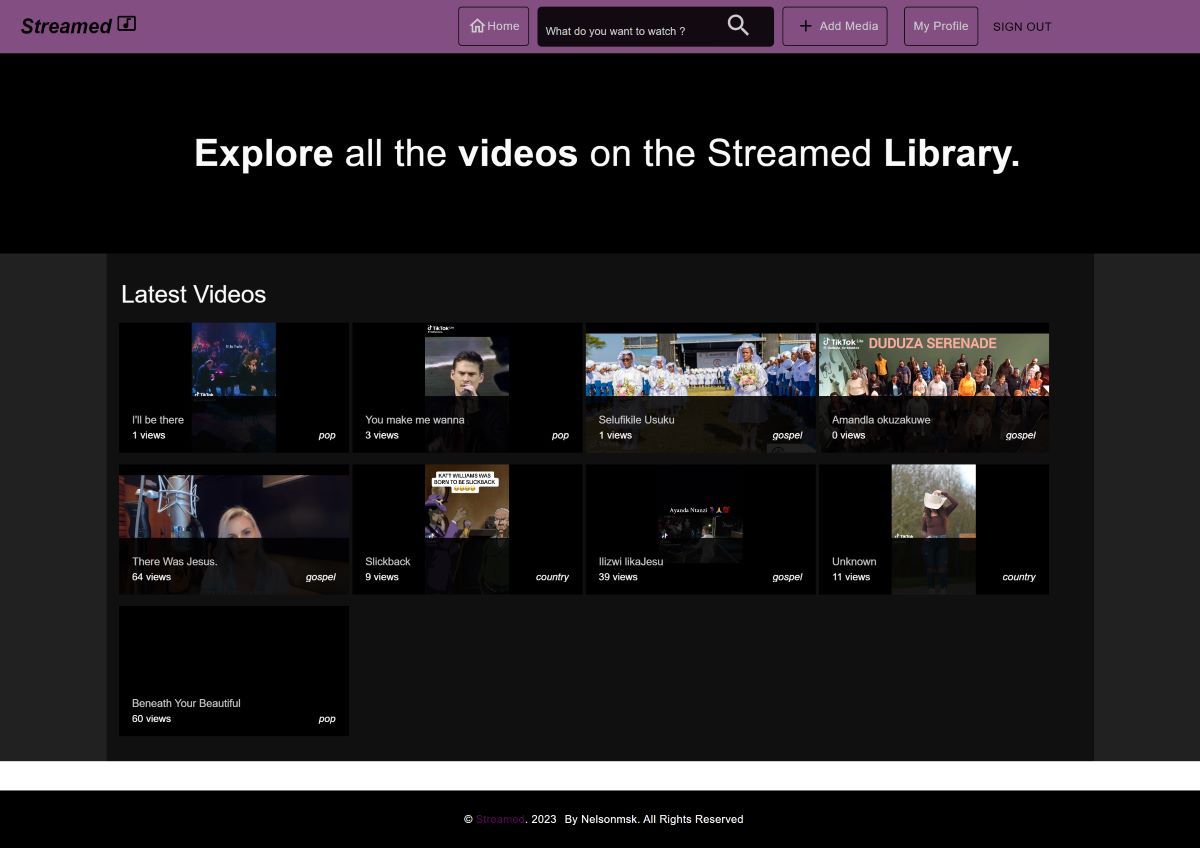 Streamed
Home
What do you want to watch ?
Add Media
My Profile
SIGN OUT
Explore all the videos on the Streamed Library.
Latest Videos
TikTok
I'll be there
1 views
pop
TikTok
You make me wanna
3 views
pop
Selufikile Usuku
1 views
gospel
TikTok
DUDUZA SERENADE
Amandla okuzakuwe
0 views
gospel
There Was Jesus.
64 views
gospel
KATT WILLIAMS WAS
BORN TO BE SLICKBACK
Slickback
9 views
country
Ayanda Ntanzi
Ilizwi likaJesu
39 views
gospel
TikTok
Unknown
11 views
country
Beneath Your Beautiful
60 views
pop
© Streamed. 2023 By Nelsonmsk. All Rights Reserved